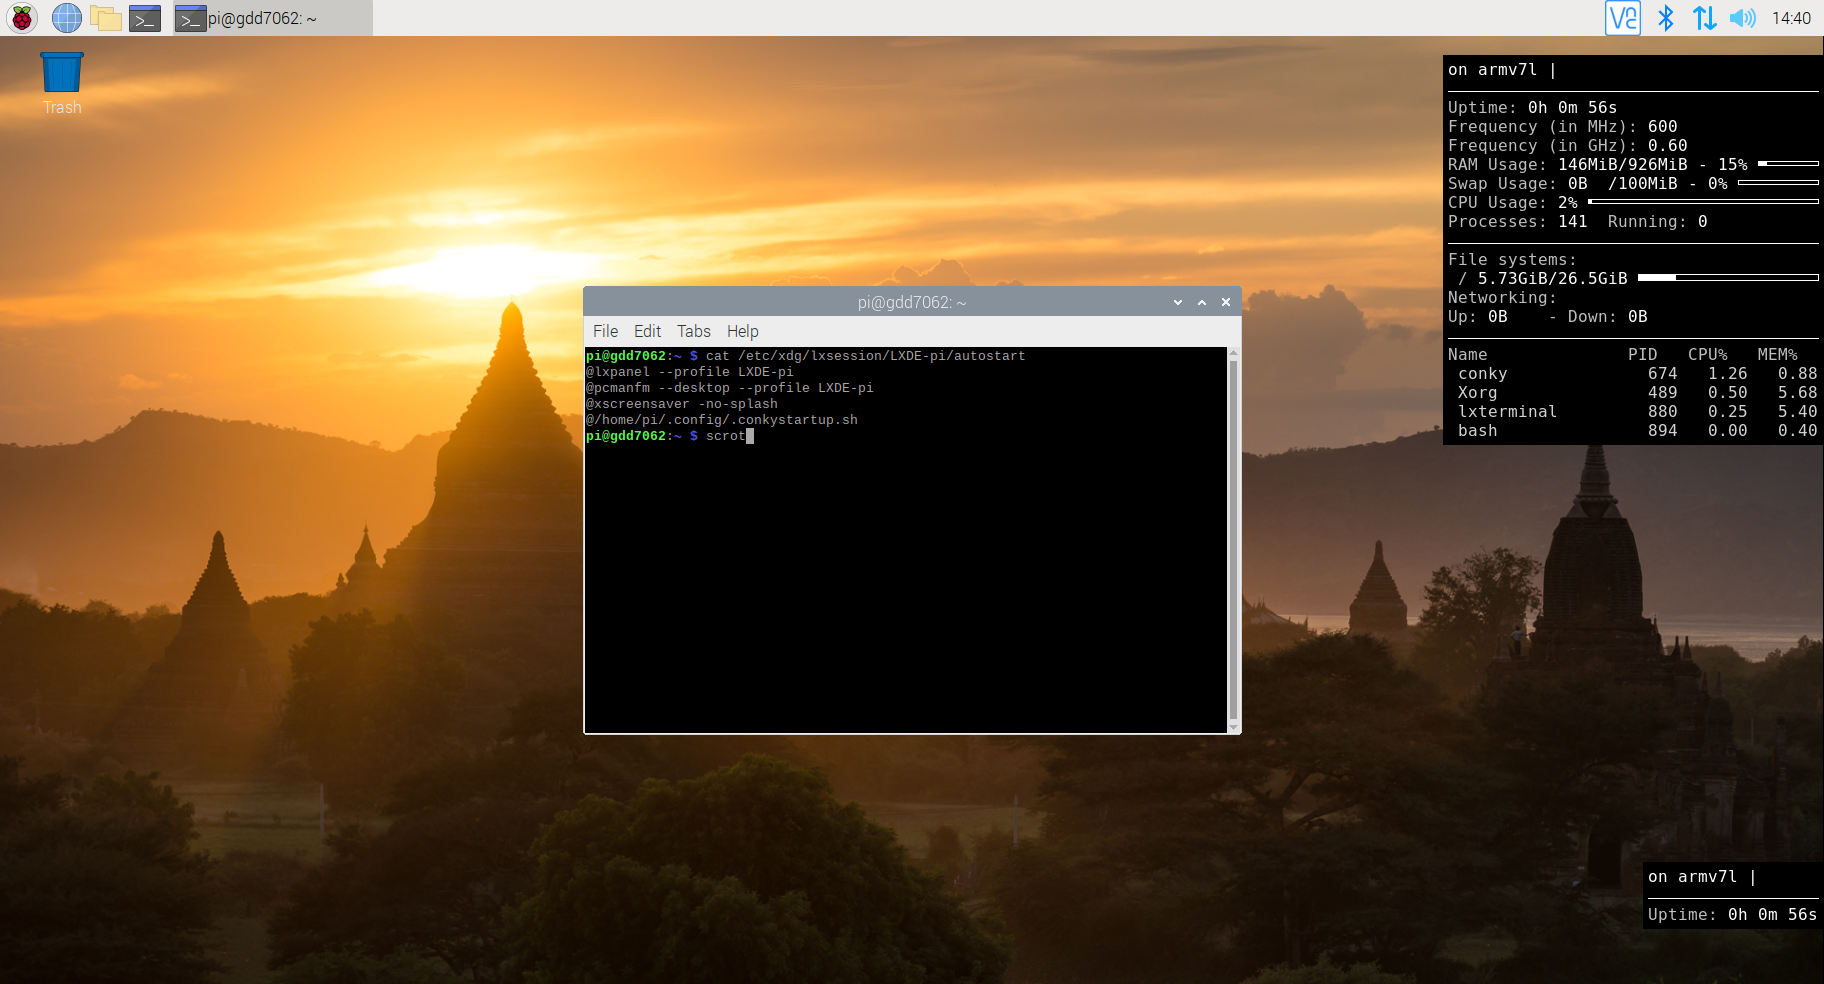 pi@gdd7062: ~
14:40
Trash
on armv7l |
Uptime: 0h 0m 56s
Frequency (in MHz): 600
Frequency (in GHz): 0.60
RAM Usage: 146MiB/926MiB - 15%
Swap Usage: 0B  /100MiB - 0%
CPU Usage: 2%
Processes: 141  Running: 0
File systems:
/ 5.73GiB/26.5GiB
Networking:
Up: 0B    - Down: 0B
Name PID CPU% MEM%
conky 674 1.26 0.88
Xorg 489 0.50 5.68
lxterminal 880 0.25 5.40
bash 894 0.00 0.40
pi@gdd7062: ~
File Edit Tabs Help
pi@gdd7062:~ $ cat /etc/xdg/lxsession/LXDE-pi/autostart
@lxpanel --profile LXDE-pi
@pcmanfm --desktop --profile LXDE-pi
@xscreensaver -no-splash
@/home/pi/.config/.conkystartup.sh
pi@gdd7062:~ $ scrot
on armv7l |
Uptime: 0h 0m 56s